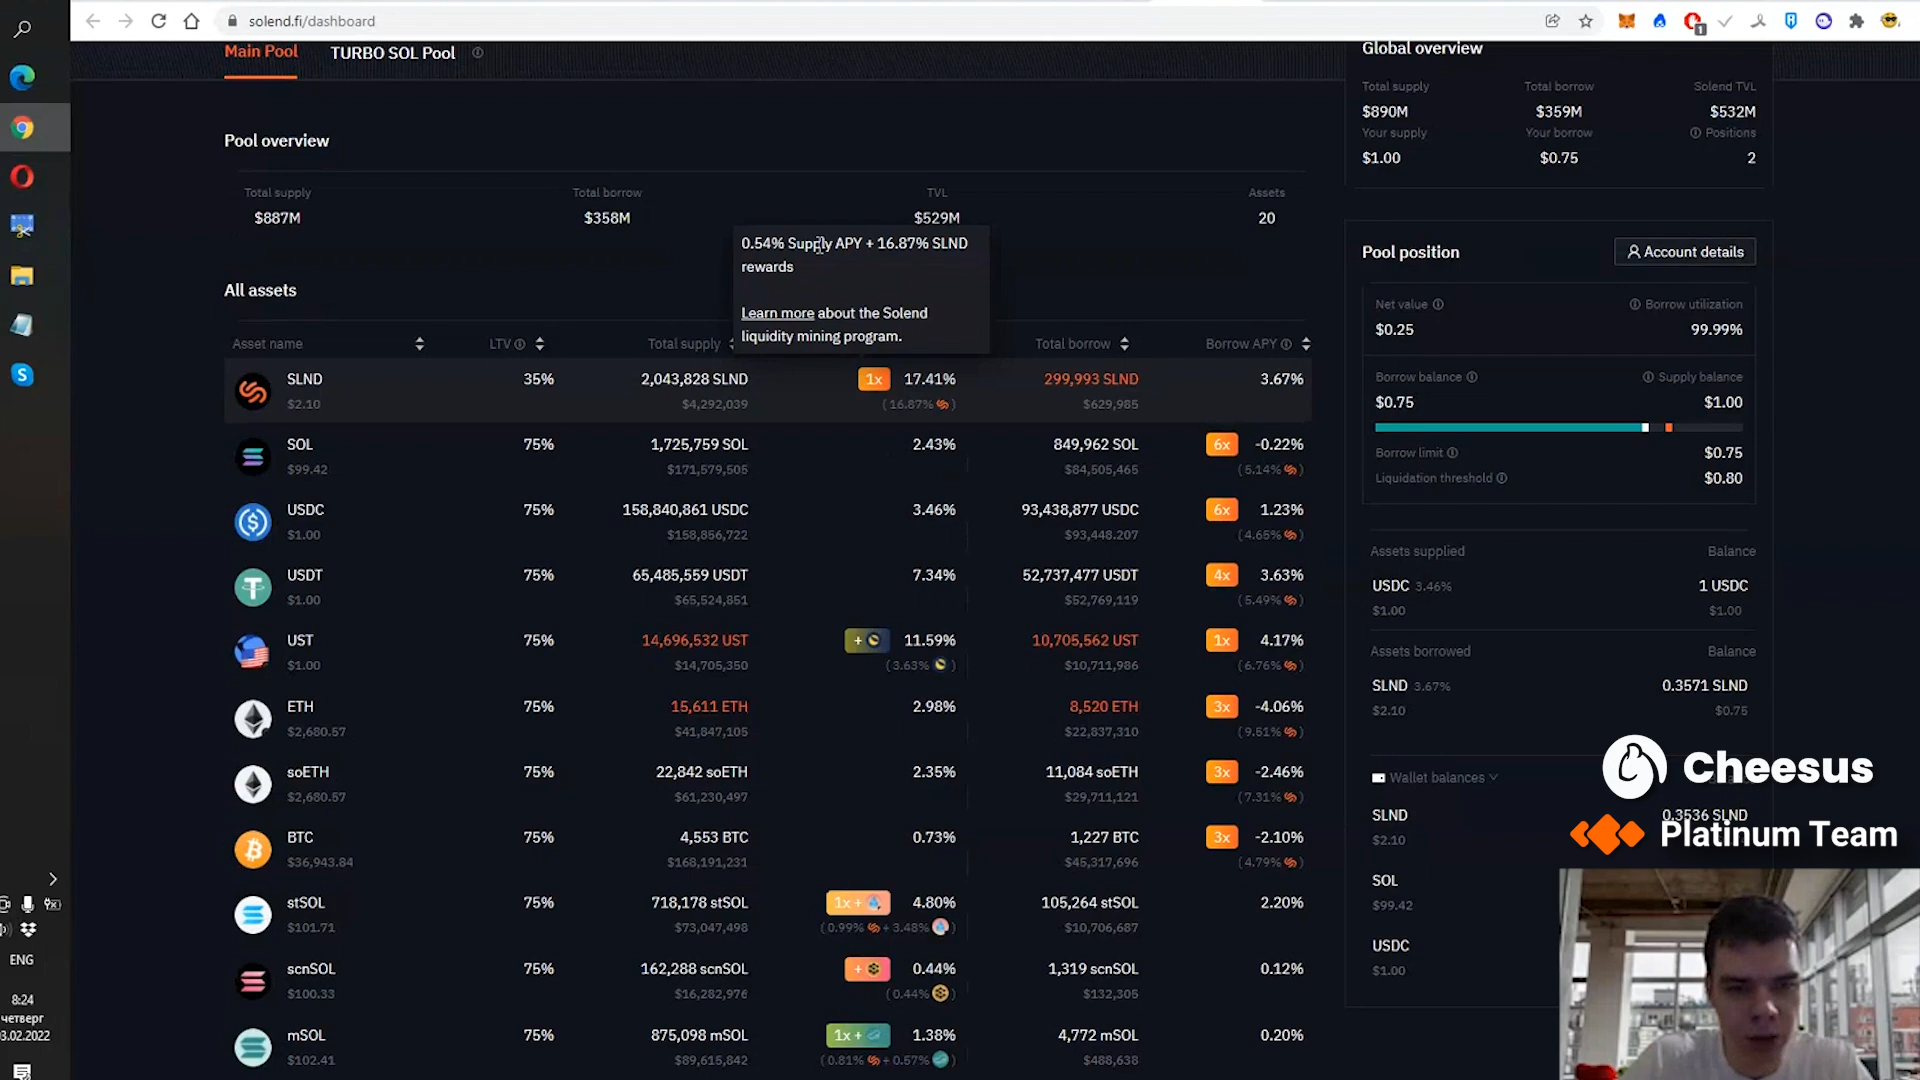 solend.fi/dashboard
1
Main Pool
TURBO SOL Pool
Global overview
Total supply Total borrow Solend TVL
$890M $359M $532M
Your supply Your borrow Positions
$1.00 $0.75 2
Pool overview
Total supply Total borrow TVL Assets
$887M $358M $529M 20
0.54% Supply APY + 16.87% SLND
rewards
Learn more about the Solend
liquidity mining program.
All assets
Asset name LTV Total supply Total borrow Borrow APY
SLND 35% 2,043,828 SLND 1x 17.41% 299,993 SLND 3.67%
$2.10 $4,292,039 (16.87%) $629,985
SOL 75% 1,725,759 SOL 2.43% 849,962 SOL 6x -0.22%
$99.42 $171,579,505 $84,505,465 (5.14%)
USDC 75% 158,840,861 USDC 3.46% 93,438,877 USDC 6x 1.23%
$1.00 $158,856,722 $93,448.207 (4.65%)
USDT 75% 65,485,559 USDT 7.34% 52,737,477 USDT 4x 3.63%
$1.00 $65,524,851 $52,769,119 (5.49%)
UST 75% 14,696,532 UST + 11.59% 10,705,562 UST 1x 4.17%
$1.00 $14,705,350 (3.63%) $10,711,986 (6.76%)
ETH 75% 15,611 ETH 2.98% 8,520 ETH 3x -4.06%
$2,680.57 $41,847,105 $22,837,310 (9.51%)
soETH 75% 22,842 soETH 2.35% 11,084 soETH 3x -2.46%
$2,680.57 $61,230,497 $29,711,121 (7.31%)
BTC 75% 4,553 BTC 0.73% 1,227 BTC 3x -2.10%
$36,943.84 $168,191,231 $45,317,696 (4.79%)
stSOL 75% 718,178 stSOL 1x + 4.80% 105,264 stSOL 2.20%
$101.71 $73,047,498 (0.99% + 3.48%) $10,706,687
scnSOL 75% 162,288 scnSOL + 0.44% 1,319 scnSOL 0.12%
$100.33 $16,282,976 (0.44%) $132,305
mSOL 75% 875,098 mSOL 1x + 1.38% 4,772 mSOL 0.20%
$102.41 $89,615,842 (0.81% + 0.57%) $488,638
Pool position Account details
Net value Borrow utilization
$0.25 99.99%
Borrow balance Supply balance
$0.75 $1.00
Borrow limit $0.75
Liquidation threshold $0.80
Assets supplied Balance
USDC 3.46% 1 USDC
$1.00 $1.00
Assets borrowed Balance
SLND 3.67% 0.3571 SLND
$2.10 $0.75
Wallet balances
SLND 0.3536 SLND
$2.10
SOL
$99.42
USDC
$1.00
Cheesus
Platinum Team
ENG
8:24
четверг
3.02.2022